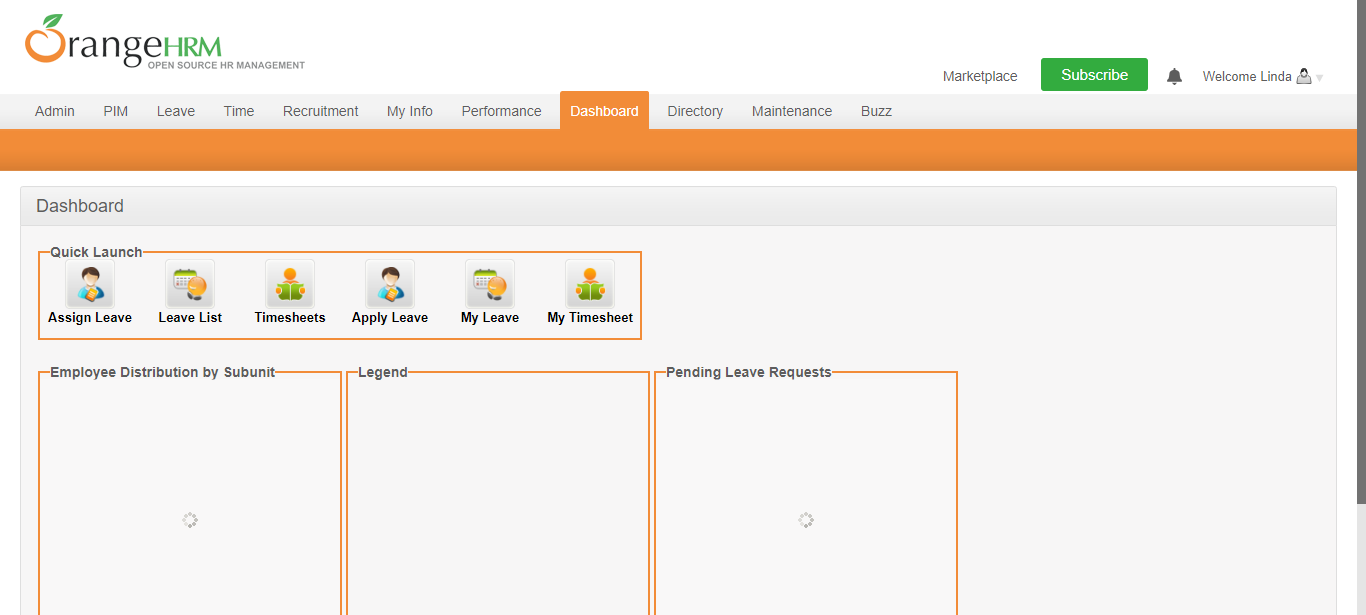 OrangeHRM
OPEN SOURCE HR MANAGEMENT
Marketplace Subscribe Welcome Linda
Admin PIM Leave Time Recruitment My Info Performance Dashboard Directory Maintenance Buzz
Dashboard
Quick Launch
Assign Leave Leave List Timesheets Apply Leave My Leave My Timesheet
Employee Distribution by Subunit Legend Pending Leave Requests